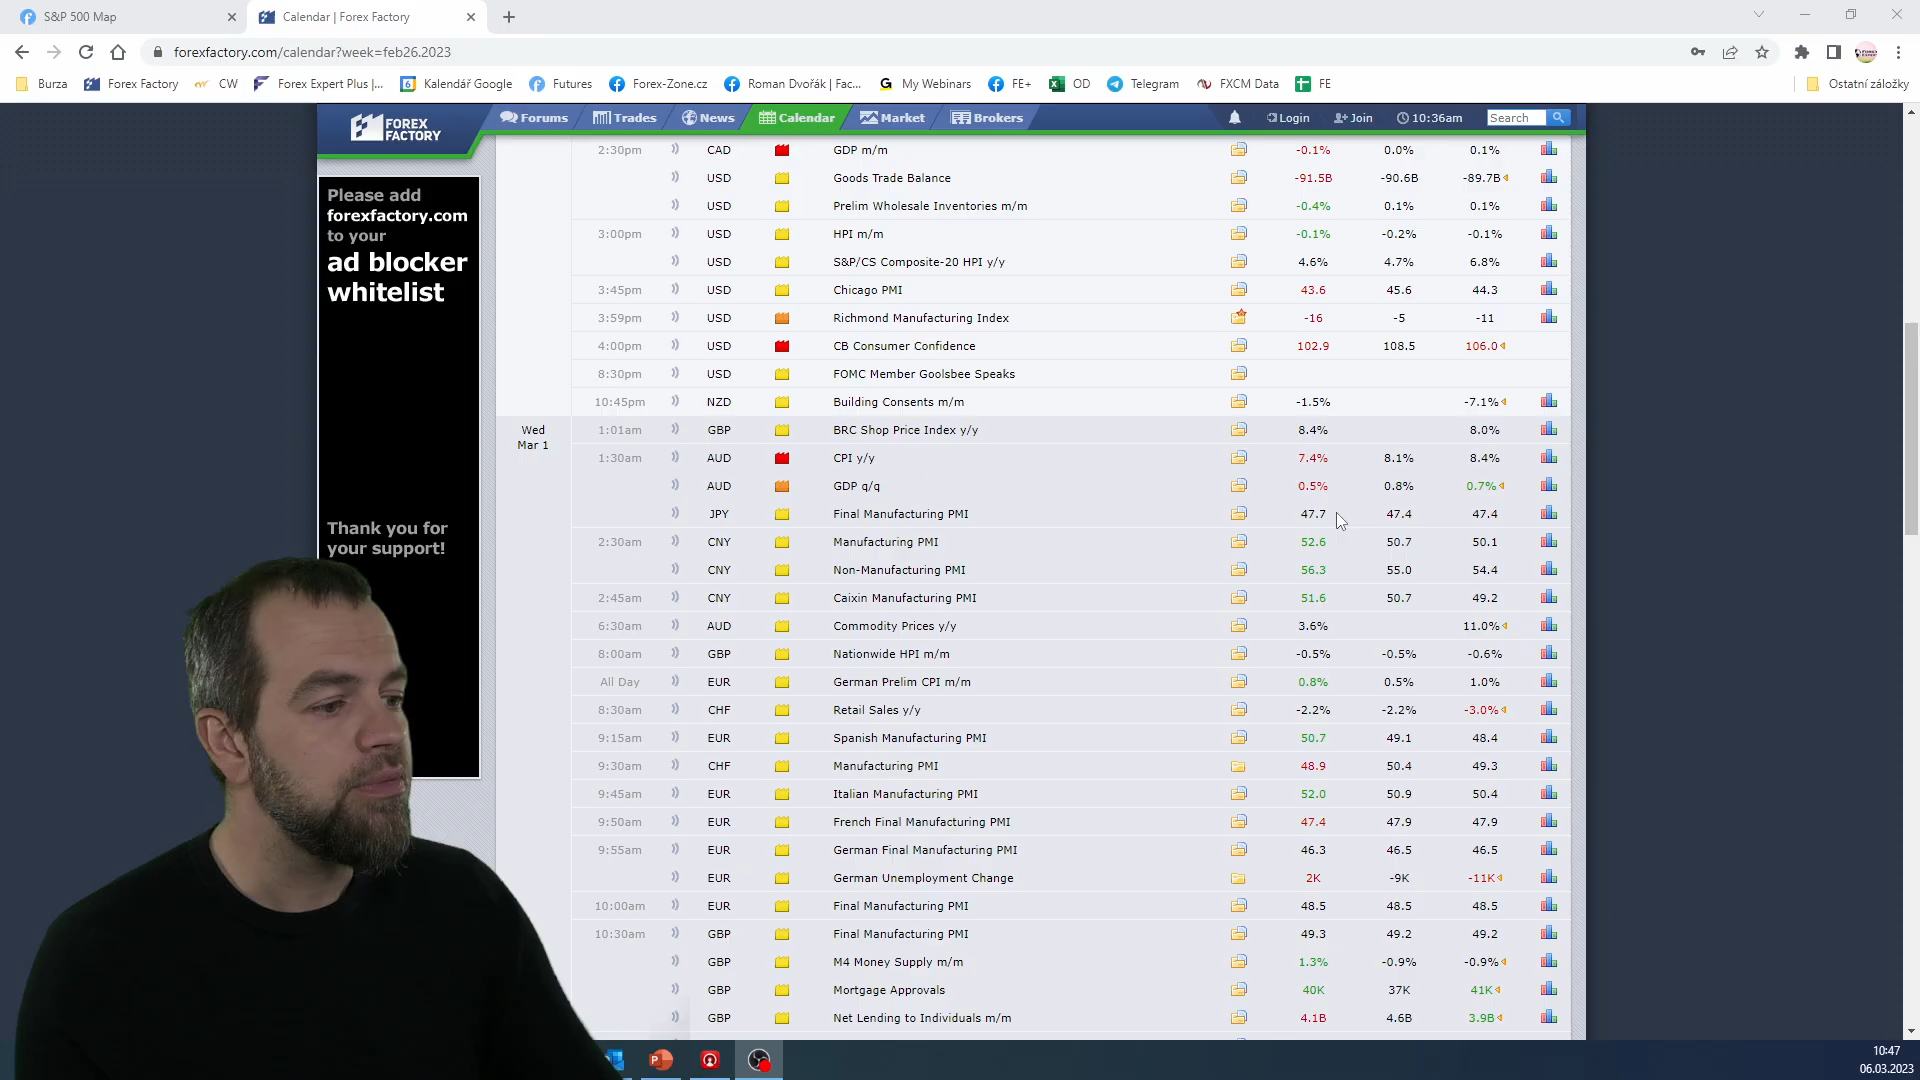 S&P 500 Map
Calendar | Forex Factory
forexfactory.com/calendar?week=feb26.2023
Burza Forex Factory CW Forex Expert Plus |... Kalendář Google Futures Forex-Zone.cz Roman Dvořák | Fac... My Webinars FE+ OD Telegram FXCM Data FE Ostatní záložky
FOREX FACTORY Forums Trades News Calendar Market Brokers Login Join 10:36am Search
Please add
forexfactory.com
to your
ad blocker
whitelist
Thank you for
your support!
2:30pm CAD GDP m/m -0.1% 0.0% 0.1%
USD Goods Trade Balance -91.5B -90.6B -89.7B
USD Prelim Wholesale Inventories m/m -0.4% 0.1% 0.1%
3:00pm USD HPI m/m -0.1% -0.2% -0.1%
USD S&P/CS Composite-20 HPI y/y 4.6% 4.7% 6.8%
3:45pm USD Chicago PMI 43.6 45.6 44.3
3:59pm USD Richmond Manufacturing Index -16 -5 -11
4:00pm USD CB Consumer Confidence 102.9 108.5 106.0
8:30pm USD FOMC Member Goolsbee Speaks
10:45pm NZD Building Consents m/m -1.5% -7.1%
Wed Mar 1 1:01am GBP BRC Shop Price Index y/y 8.4% 8.0%
1:30am AUD CPI y/y 7.4% 8.1% 8.4%
AUD GDP q/q 0.5% 0.8% 0.7%
JPY Final Manufacturing PMI 47.7 47.4 47.4
2:30am CNY Manufacturing PMI 52.6 50.7 50.1
CNY Non-Manufacturing PMI 56.3 55.0 54.4
2:45am CNY Caixin Manufacturing PMI 51.6 50.7 49.2
6:30am AUD Commodity Prices y/y 3.6% 11.0%
8:00am GBP Nationwide HPI m/m -0.5% -0.5% -0.6%
All Day EUR German Prelim CPI m/m 0.8% 0.5% 1.0%
8:30am CHF Retail Sales y/y -2.2% -2.2% -3.0%
9:15am EUR Spanish Manufacturing PMI 50.7 49.1 48.4
9:30am CHF Manufacturing PMI 48.9 50.4 49.3
9:45am EUR Italian Manufacturing PMI 52.0 50.9 50.4
9:50am EUR French Final Manufacturing PMI 47.4 47.9 47.9
9:55am EUR German Final Manufacturing PMI 46.3 46.5 46.5
EUR German Unemployment Change 2K -9K -11K
10:00am EUR Final Manufacturing PMI 48.5 48.5 48.5
10:30am GBP Final Manufacturing PMI 49.3 49.2 49.2
GBP M4 Money Supply m/m 1.3% -0.9% -0.9%
GBP Mortgage Approvals 40K 37K 41K
GBP Net Lending to Individuals m/m 4.1B 4.6B 3.9B
10:47
06.03.2023